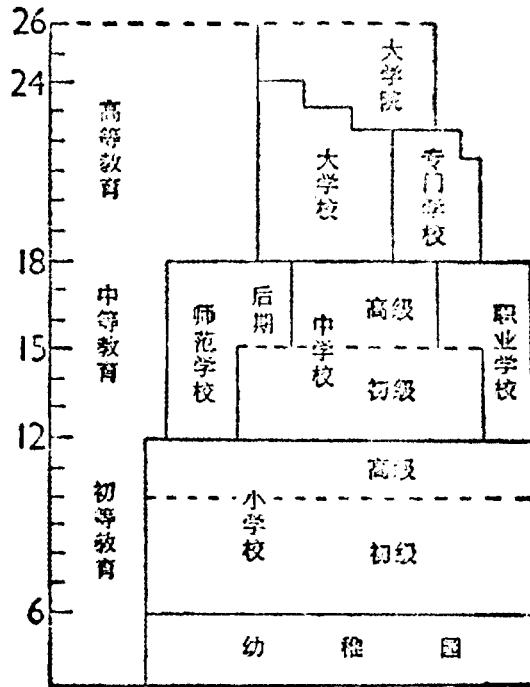 26
24
18
15
12
6
高等教育
中等教育
初等教育
大学院
大学校
专门学校
师范学校
后期
中学校
高级
初级
职业学校
小学校
高级
初级
幼稚园